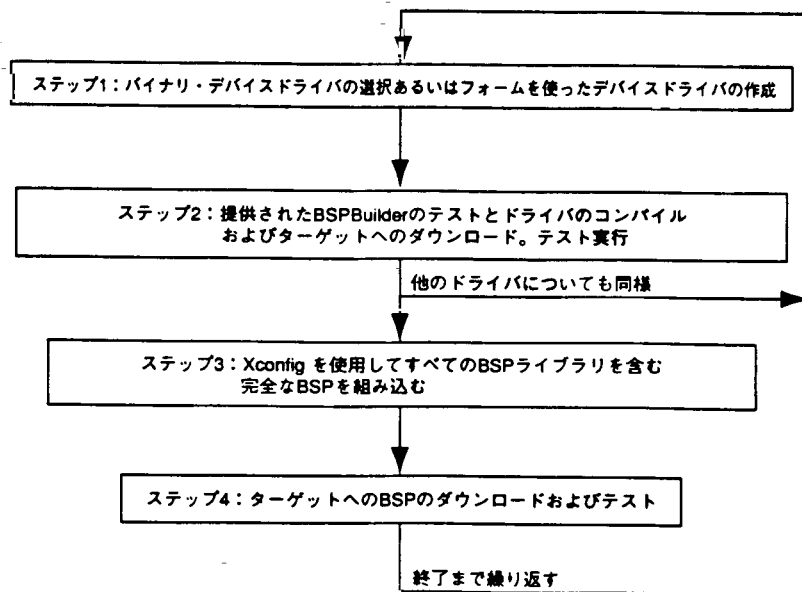 ステップ1：バイナリ・デバイスドライバの選択あるいはフォームを使ったデバイスドライバの作成
ステップ2：提供されたBSPBuilderのテストとドライバのコンパイル
およびターゲットへのダウンロード。テスト実行
他のドライバについても同様
ステップ3：Xconfig を使用してすべてのBSPライブラリを含む
完全なBSPを組み込む
ステップ4：ターゲットへのBSPのダウンロードおよびテスト
終了まで繰り返す